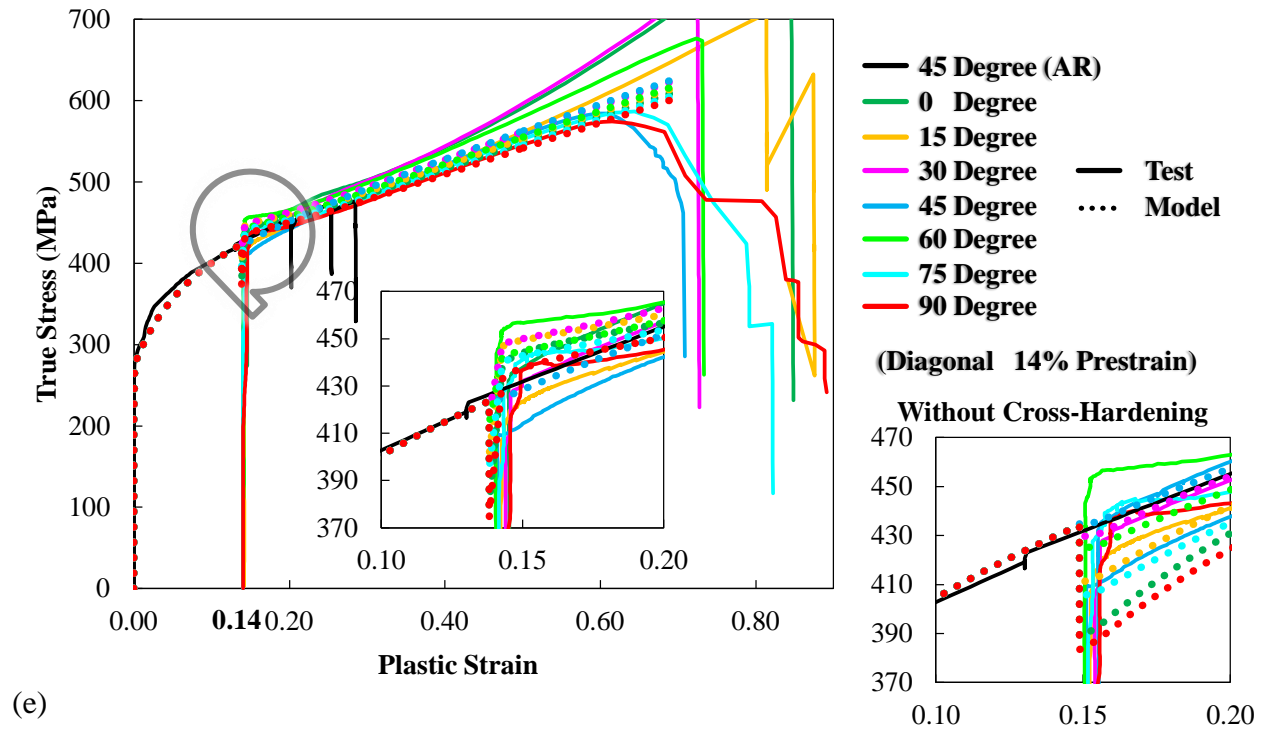 700
600
500
400
300
200
100
0
True Stress (MPa)
0.00
0.14
0.20
0.40
0.60
0.80
Plastic Strain
470
450
430
410
390
370
0.10
0.15
0.20
45 Degree (AR)
0 Degree
15 Degree
30 Degree
45 Degree
60 Degree
75 Degree
90 Degree
Test
Model
(Diagonal 14% Prestrain)
Without Cross-Hardening
470
450
430
410
390
370
0.10
0.15
0.20
(e)